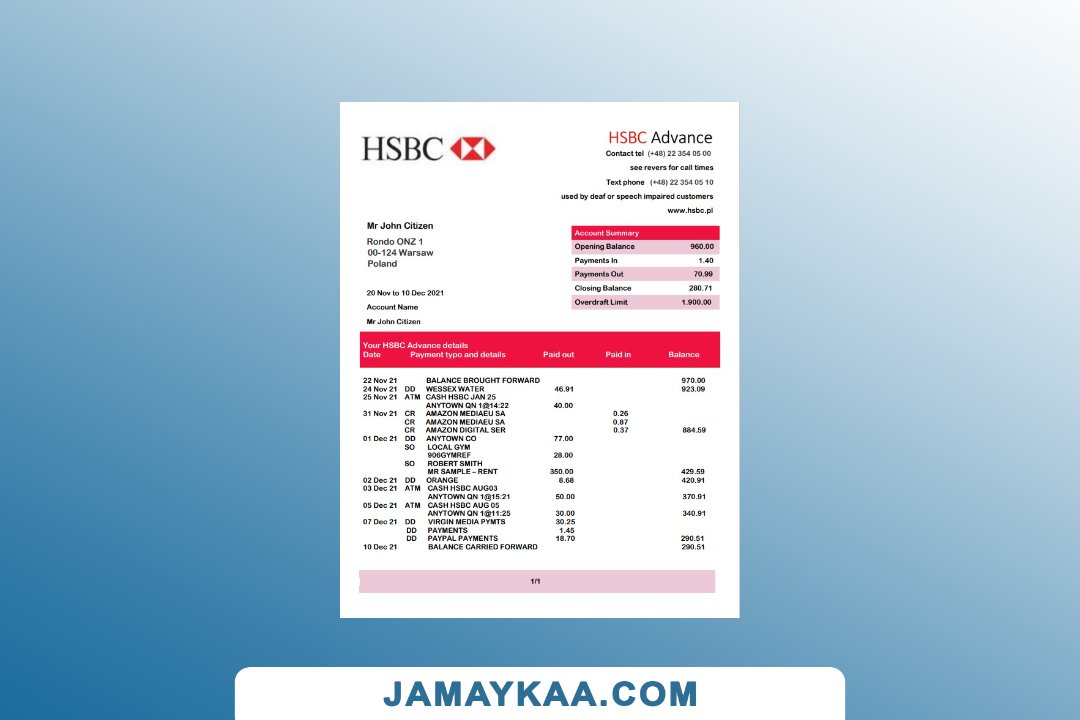 HSBC
HSBC Advance
Contact tel (+48) 22 354 05 00
see revers for call times
Text phone (+48) 22 354 05 10
used by deaf or speech impaired customers
www.hsbc.pl
Mr John Citizen
Rondo ONZ 1
00-124 Warsaw
Poland
Account Summary
Opening Balance 960.00
Payments In 1.40
Payments Out 70.99
Closing Balance 280.71
Overdraft Limit 1.900.00
20 Nov to 10 Dec 2021
Account Name
Mr John Citizen
Your HSBC Advance details
Date Payment typo and details Paid out Paid in Balance
22 Nov 21 BALANCE BROUGHT FORWARD 970.00
24 Nov 21 DD WESSEX WATER 46.91 923.09
25 Nov 21 ATM CASH HSBC JAN 25
ANYTOWN QN 1@14:22 40.00
31 Nov 21 CR AMAZON MEDIAEU SA 0.26
CR AMAZON MEDIAEU SA 0.87
CR AMAZON DIGITAL SER 0.37 884.59
01 Dec 21 DD ANYTOWN CO 77.00
SO LOCAL GYM
906GYMREF 28.00
SO ROBERT SMITH
MR SAMPLE – RENT 350.00 429.59
02 Dec 21 DD ORANGE 8.68 420.91
03 Dec 21 ATM CASH HSBC AUG03
ANYTOWN QN 1@15:21 50.00 370.91
05 Dec 21 ATM CASH HSBC AUG 05
ANYTOWN QN 1@11:25 30.00 340.91
07 Dec 21 DD VIRGIN MEDIA PYMTS 30.25
DD PAYMENTS 1.45
DD PAYPAL PAYMENTS 18.70 290.51
10 Dec 21 BALANCE CARRIED FORWARD 290.51
1/1
JAMAYKAA.COM